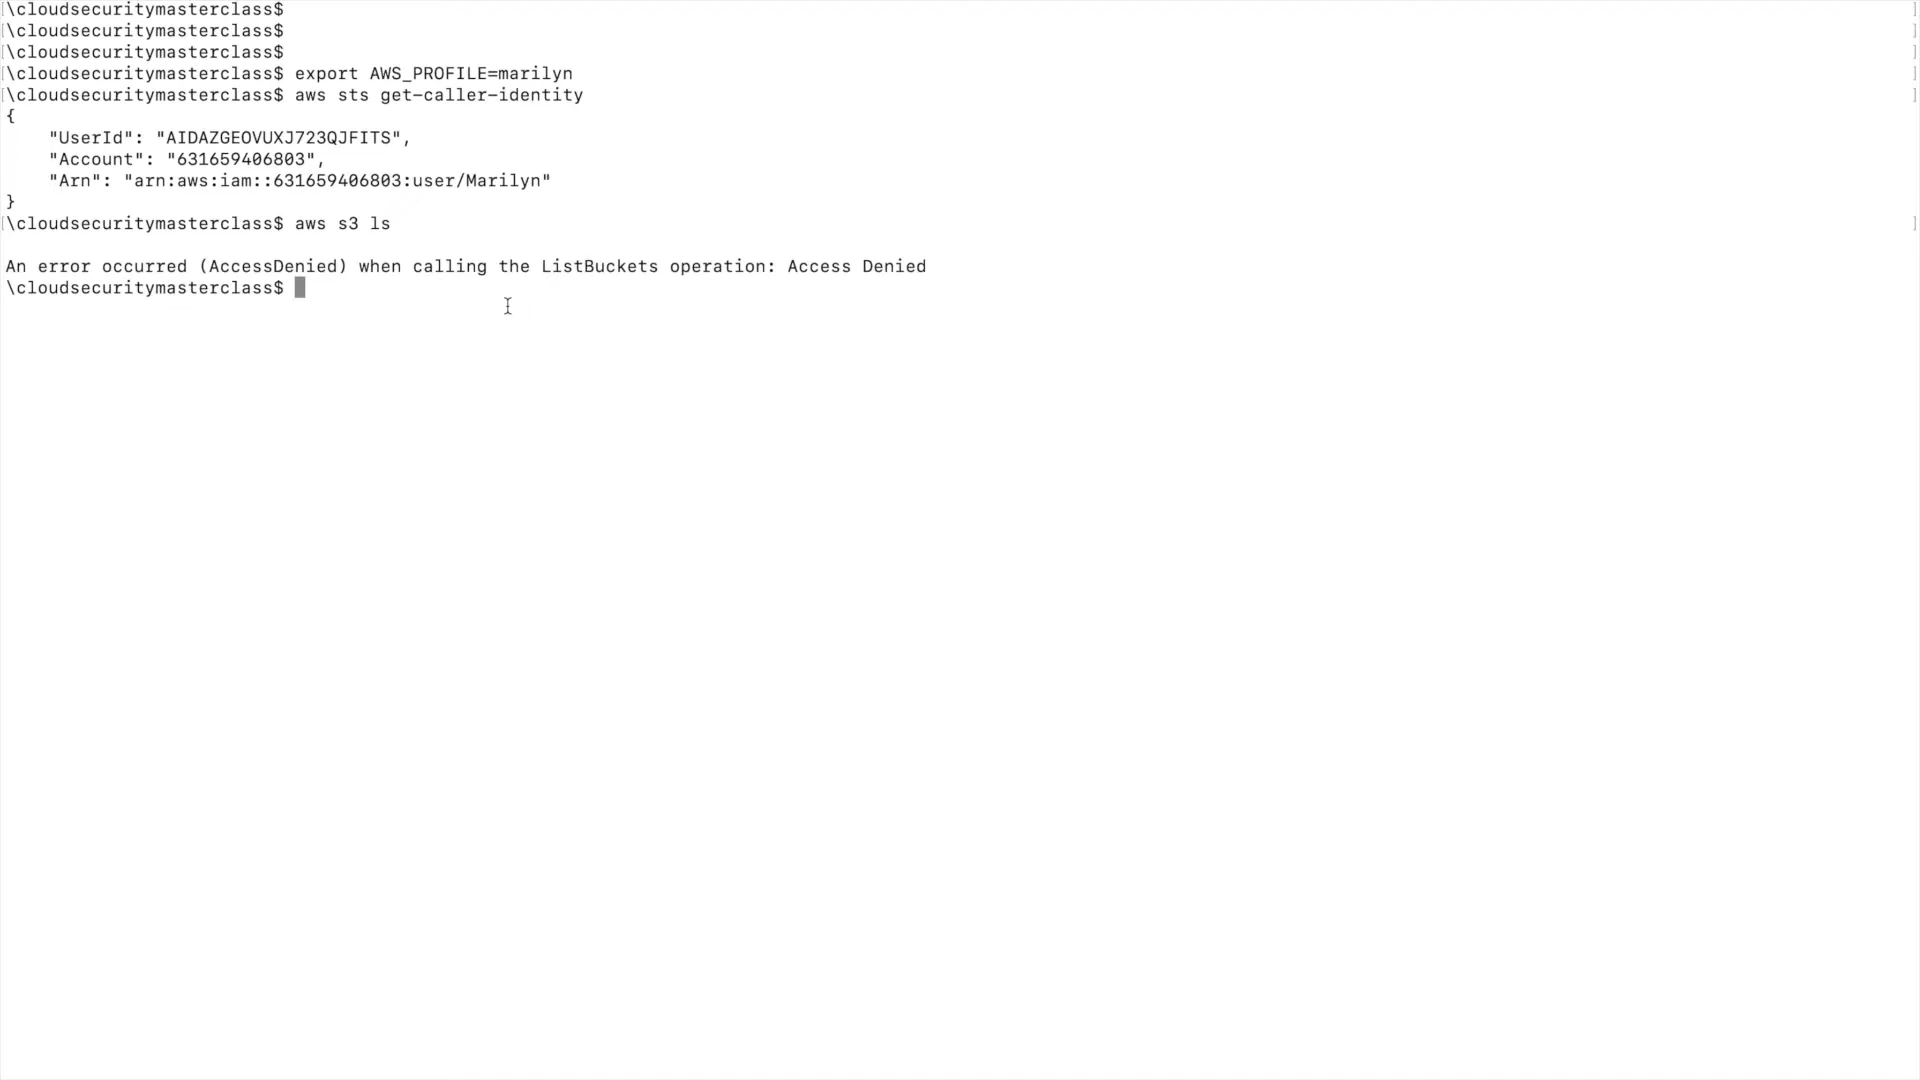 \cloudsecuritymasterclass$
\cloudsecuritymasterclass$
\cloudsecuritymasterclass$
\cloudsecuritymasterclass$ export AWS_PROFILE=marilyn
\cloudsecuritymasterclass$ aws sts get-caller-identity
{
    "UserId": "AIDAZGEOVUXJ723QJFITS",
    "Account": "631659406803",
    "Arn": "arn:aws:iam::631659406803:user/Marilyn"
}
\cloudsecuritymasterclass$ aws s3 ls
An error occurred (AccessDenied) when calling the ListBuckets operation: Access Denied
\cloudsecuritymasterclass$